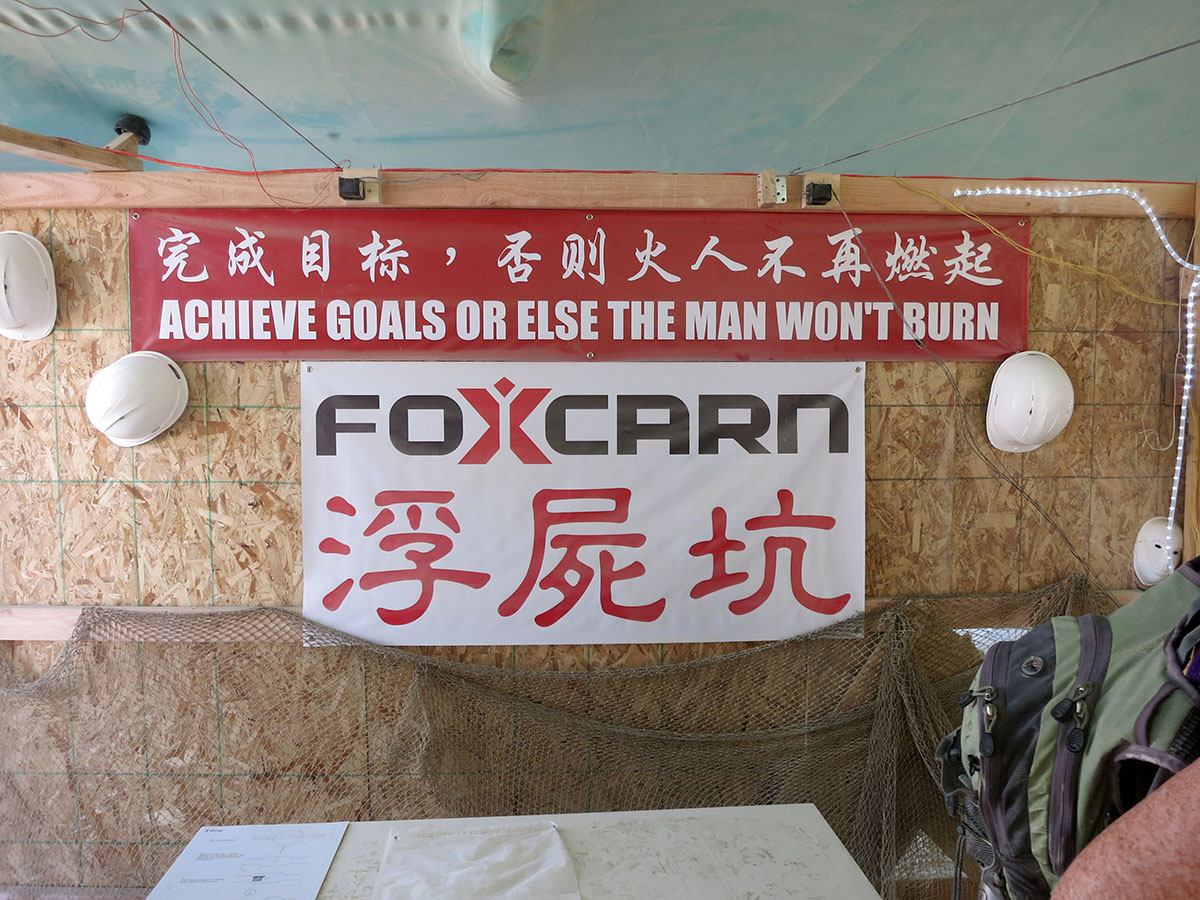 完成目标，否则火人不再燃起
ACHIEVE GOALS OR ELSE THE MAN WON'T BURN
FOXCARN
浮屍坑